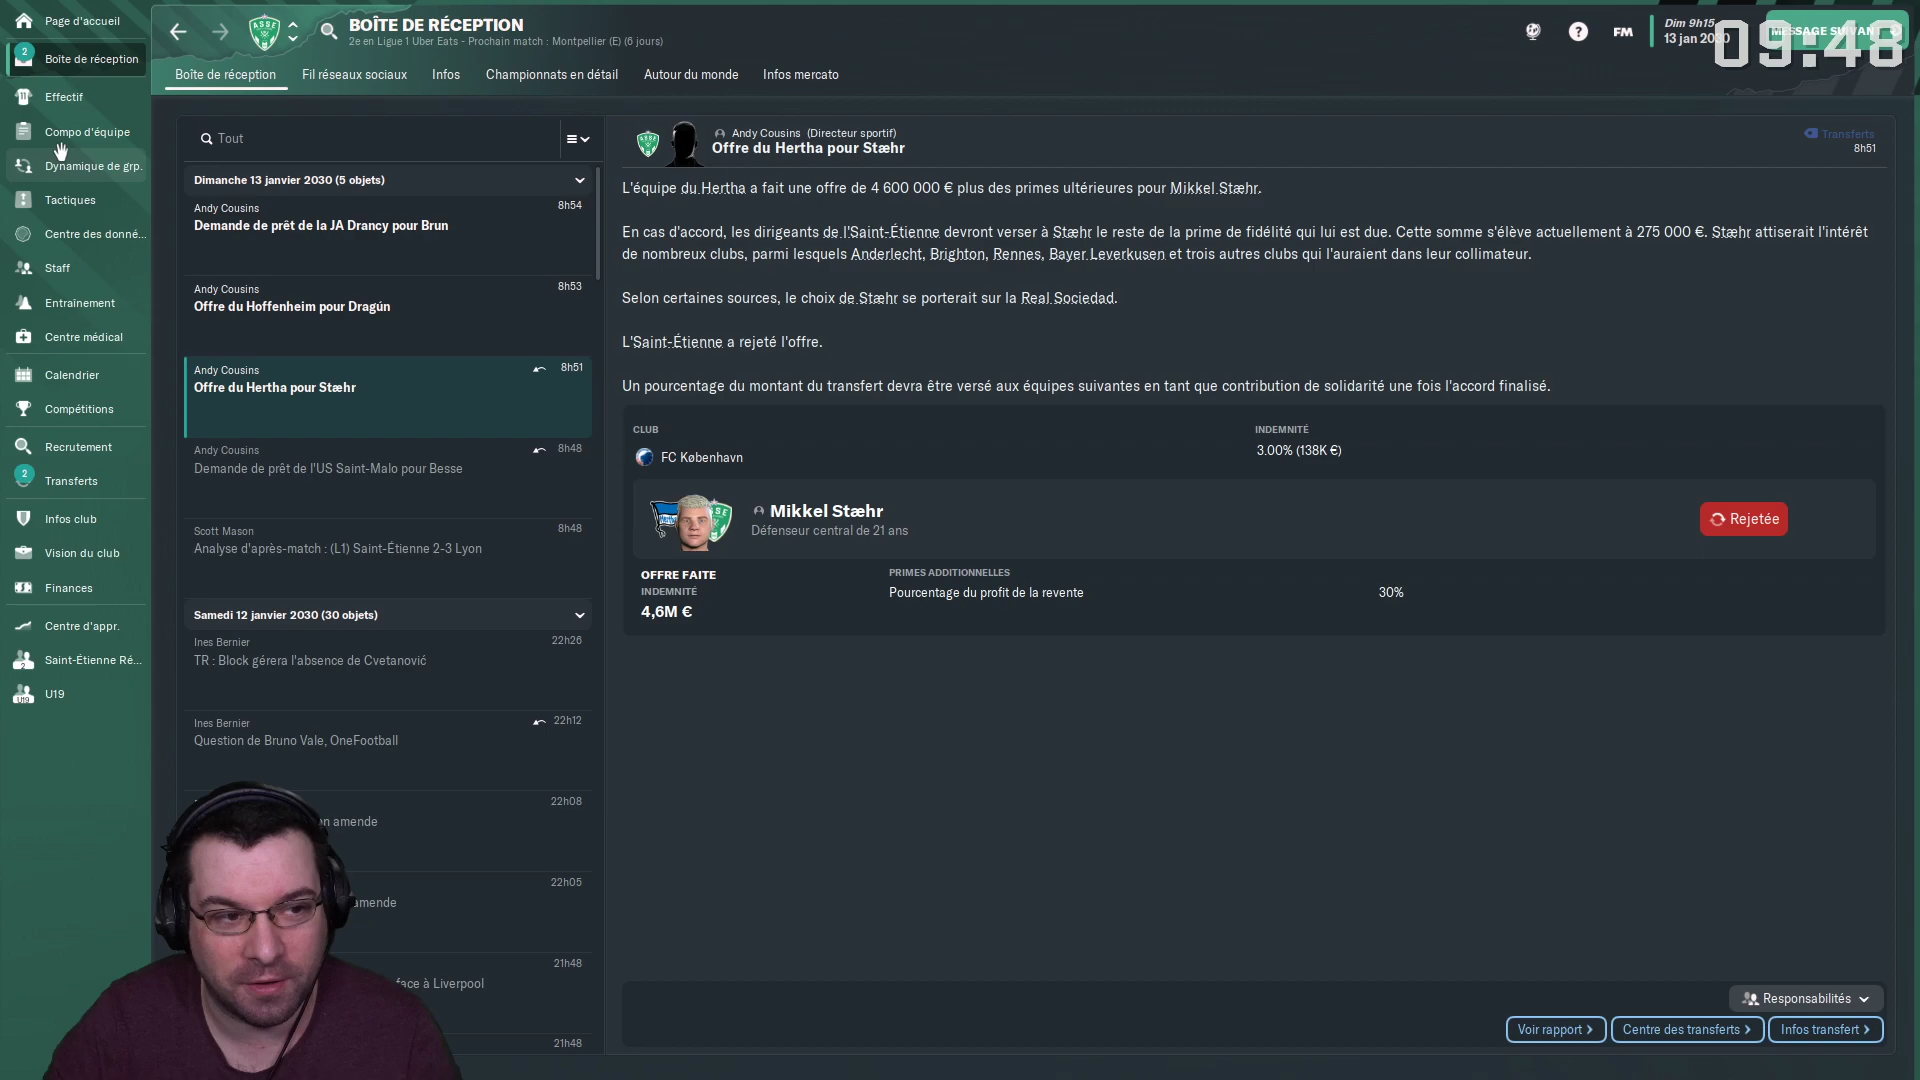 Page d'accueil
2
Boîte de réception
Effectif
Compo d'équipe
Dynamique de grp.
Tactiques
Centre des donné...
Staff
Entraînement
Centre médical
Calendrier
Compétitions
Recrutement
2
Transferts
Infos club
Vision du club
Finances
Centre d'appr.
Saint-Étienne Ré...
U19
ASSE
BOÎTE DE RÉCEPTION
2e en Ligue 1 Uber Eats - Prochain match : Montpellier (E) (6 jours)
FM
Dim 9h15
13 jan 2030
MESSAGE SUIVANT
09:48
Boîte de réception
Fil réseaux sociaux
Infos
Championnats en détail
Autour du monde
Infos mercato
Tout
Dimanche 13 janvier 2030 (5 objets)
Andy Cousins 8h54
Demande de prêt de la JA Drancy pour Brun
Andy Cousins 8h53
Offre du Hoffenheim pour Dragún
Andy Cousins 8h51
Offre du Hertha pour Stæhr
Andy Cousins 8h48
Demande de prêt de l'US Saint-Malo pour Besse
Scott Mason 8h48
Analyse d'après-match : (L1) Saint-Étienne 2-3 Lyon
Samedi 12 janvier 2030 (30 objets)
Ines Bernier 22h26
TR : Block gérera l'absence de Cvetanović
Ines Bernier 22h12
Question de Bruno Vale, OneFootball
22h08
en amende
22h05
amende
21h48
face à Liverpool
21h48
Andy Cousins (Directeur sportif)
Offre du Hertha pour Stæhr
Transferts
8h51
L'équipe du Hertha a fait une offre de 4 600 000 € plus des primes ultérieures pour Mikkel Stæhr.
En cas d'accord, les dirigeants de l'Saint-Étienne devront verser à Stæhr le reste de la prime de fidélité qui lui est due. Cette somme s'élève actuellement à 275 000 €. Stæhr attiserait l'intérêt
de nombreux clubs, parmi lesquels Anderlecht, Brighton, Rennes, Bayer Leverkusen et trois autres clubs qui l'auraient dans leur collimateur.
Selon certaines sources, le choix de Stæhr se porterait sur la Real Sociedad.
L'Saint-Étienne a rejeté l'offre.
Un pourcentage du montant du transfert devra être versé aux équipes suivantes en tant que contribution de solidarité une fois l'accord finalisé.
CLUB INDEMNITÉ
FC København 3.00% (138K €)
Mikkel Stæhr
Défenseur central de 21 ans
Rejetée
OFFRE FAITE
INDEMNITÉ
4,6M €
PRIMES ADDITIONNELLES
Pourcentage du profit de la revente 30%
Responsabilités
Voir rapport
Centre des transferts
Infos transfert